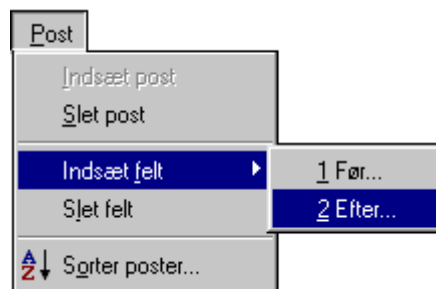 Post
Indsæt post
Slet post
Indsæt felt
1 Før...
Slet felt
2 Efter...
Sorter poster...